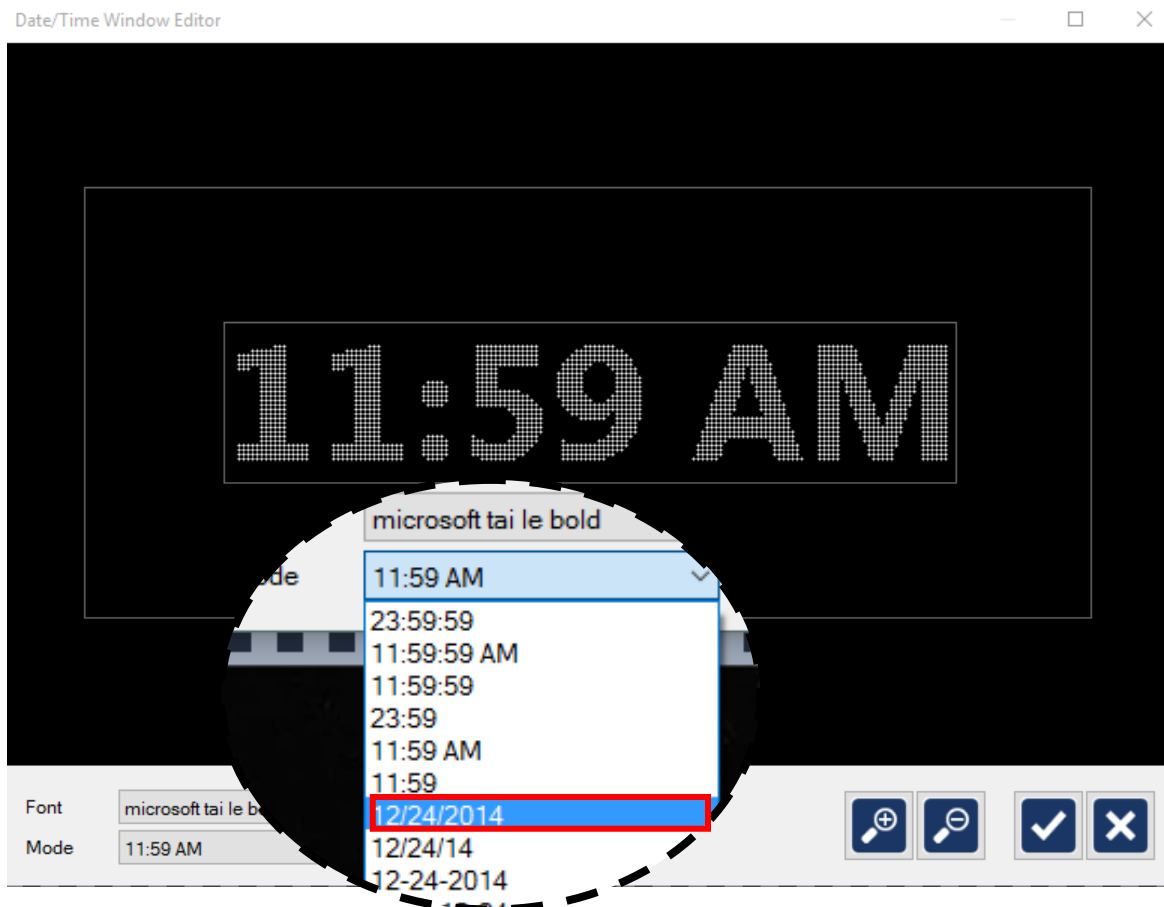 Date/Time Window Editor
11:59 AM
microsoft tai le bold
11:59 AM
23:59:59
11:59:59 AM
11:59:59
23:59
11:59 AM
11:59
12/24/2014
12/24/14
12-24-2014
Font
microsoft tai le
Mode
11:59 AM